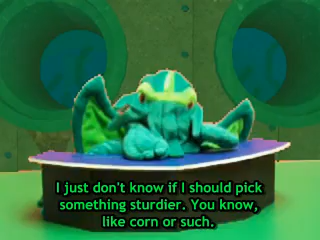 I just don't know if I should pick
something sturdier. You know,
like corn or such.